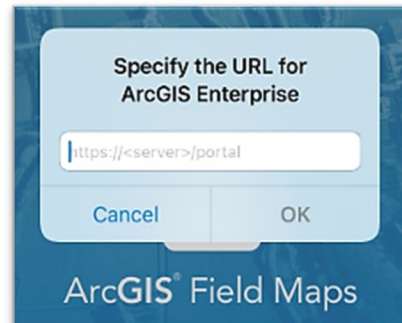 Specify the URL for
ArcGIS Enterprise
https://<server>/portal
Cancel
OK
ArcGIS® Field Maps